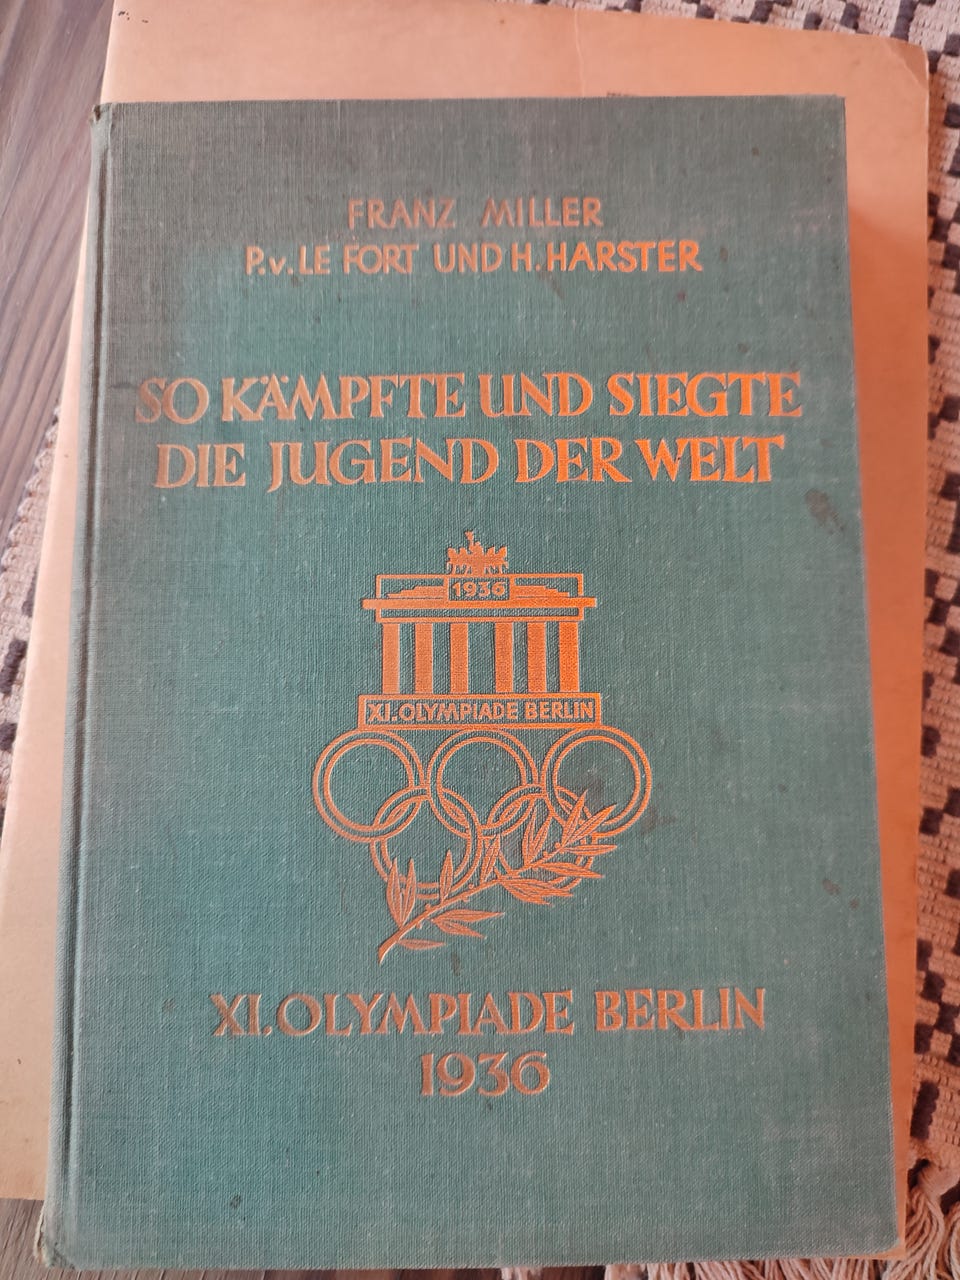 FRANZ MILLER
P.v. LE FORT UND H. HARSTER
SO KÄMPFTE UND SIEGTE
DIE JUGEND DER WELT
1936
XI. OLYMPIADE BERLIN
XI. OLYMPIADE BERLIN
1936